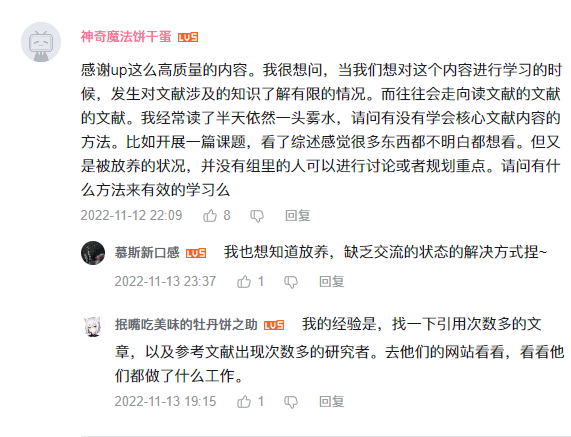 神奇魔法饼干蛋 LV5
感谢up这么高质量的内容。我很想问，当我们想对这个内容进行学习的时
候，发生对文献涉及的知识了解有限的情况。而往往会走向读文献的文献
的文献。我经常读了半天依然一头雾水，请问有没有学会核心文献内容的
方法。比如开展一篇课题，看了综述感觉很多东西都不明白都想看。但又
是被放养的状况，并没有组里的人可以进行讨论或者规划重点。请问有什
么方法来有效的学习么
2022-11-12 22:09 8 回复
慕斯新口感 LV5 我也想知道放养，缺乏交流的状态的解决方式捏~
2022-11-13 23:37 1 回复
抿嘴吃美味的牡丹饼之助 LV5 我的经验是，找一下引用次数多的文
章，以及参考文献出现次数多的研究者。去他们的网站看看，看看他
们都做了什么工作。
2022-11-13 19:15 1 回复